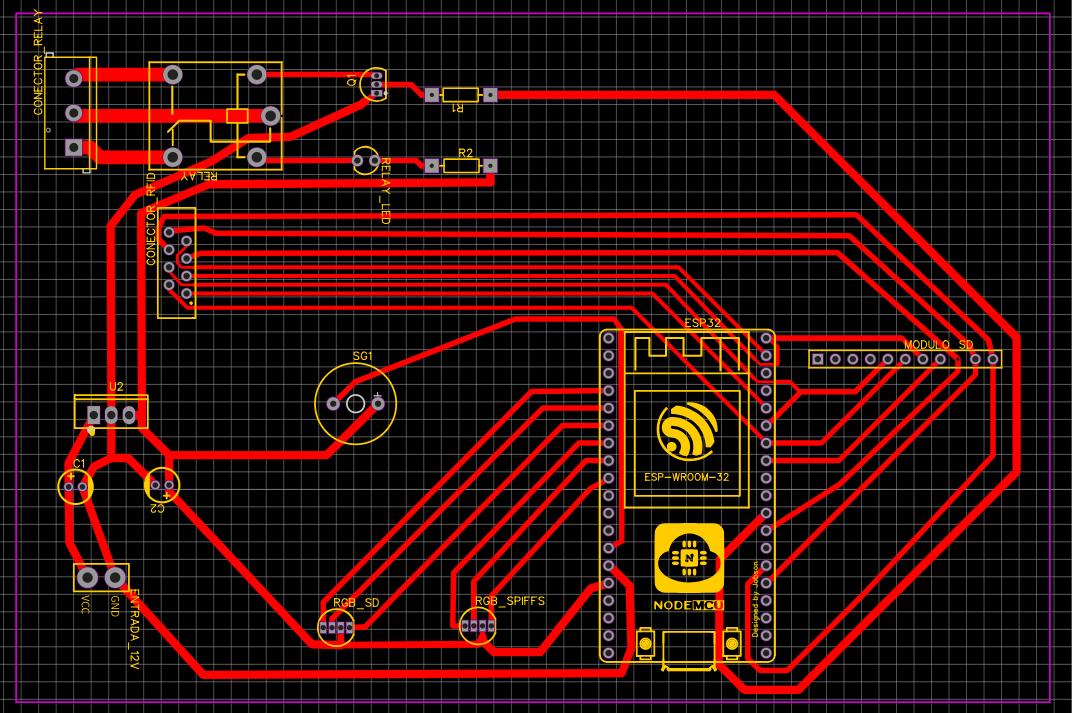 CONECTOR_RELAY
Q1
R1
R2
RELAY
RELAY_LED
CONECTOR_RFID
ESP32
MODULO_SD
SG1
+
U2
ESP-WROOM-32
C1
+
C2
+
N
NODEMCU
Designed by Jobson
RGB_SD
RGB_SPIFFS
VCC
GND
ENTRADA_12V